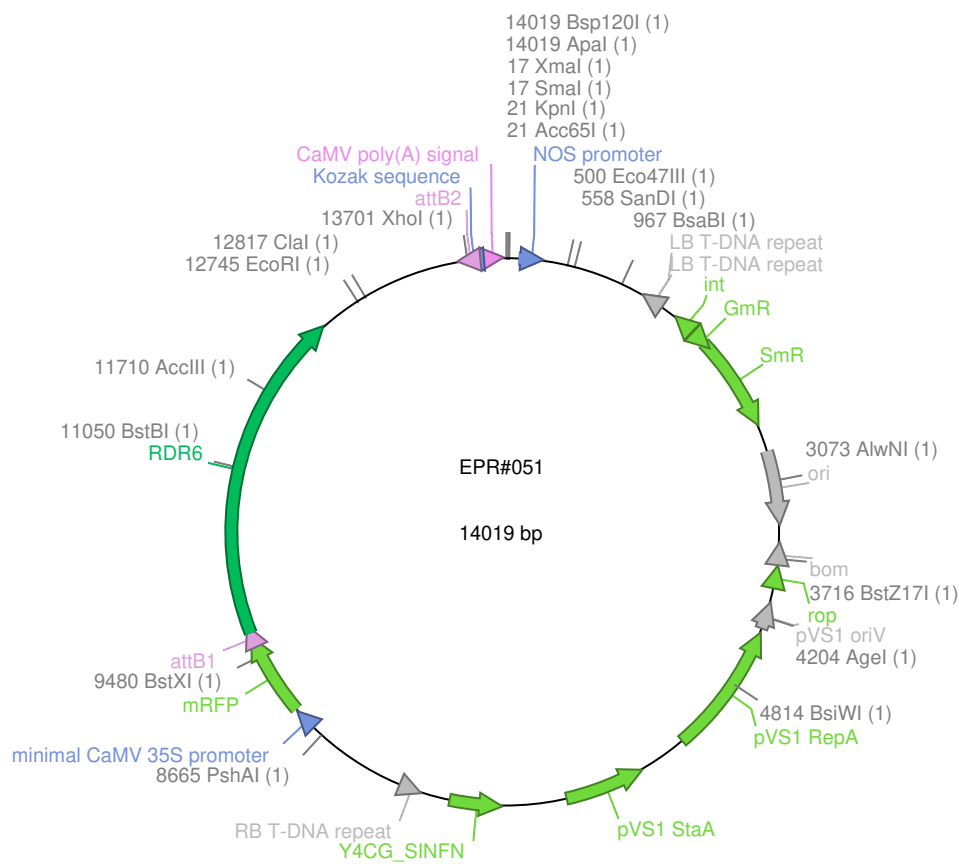 14019 Bsp120I (1)
14019 ApaI (1)
17 XmaI (1)
17 SmaI (1)
21 KpnI (1)
21 Acc65I (1)
CaMV poly(A) signal
NOS promoter
Kozak sequence
500 Eco47III (1)
attB2
558 SanDI (1)
13701 XhoI (1)
967 BsaBI (1)
12817 ClaI (1)
LB T-DNA repeat
12745 EcoRI (1)
LB T-DNA repeat
int
GmR
SmR
11710 AccIII (1)
11050 BstBI (1)
RDR6
3073 AlwNI (1)
ori
EPR#051
14019 bp
bom
3716 BstZ17I (1)
rop
pVS1 oriV
4204 AgeI (1)
attB1
9480 BstXI (1)
mRFP
4814 BsiWI (1)
pVS1 RepA
minimal CaMV 35S promoter
8665 PshAI (1)
RB T-DNA repeat
pVS1 StaA
Y4CG_SINFN